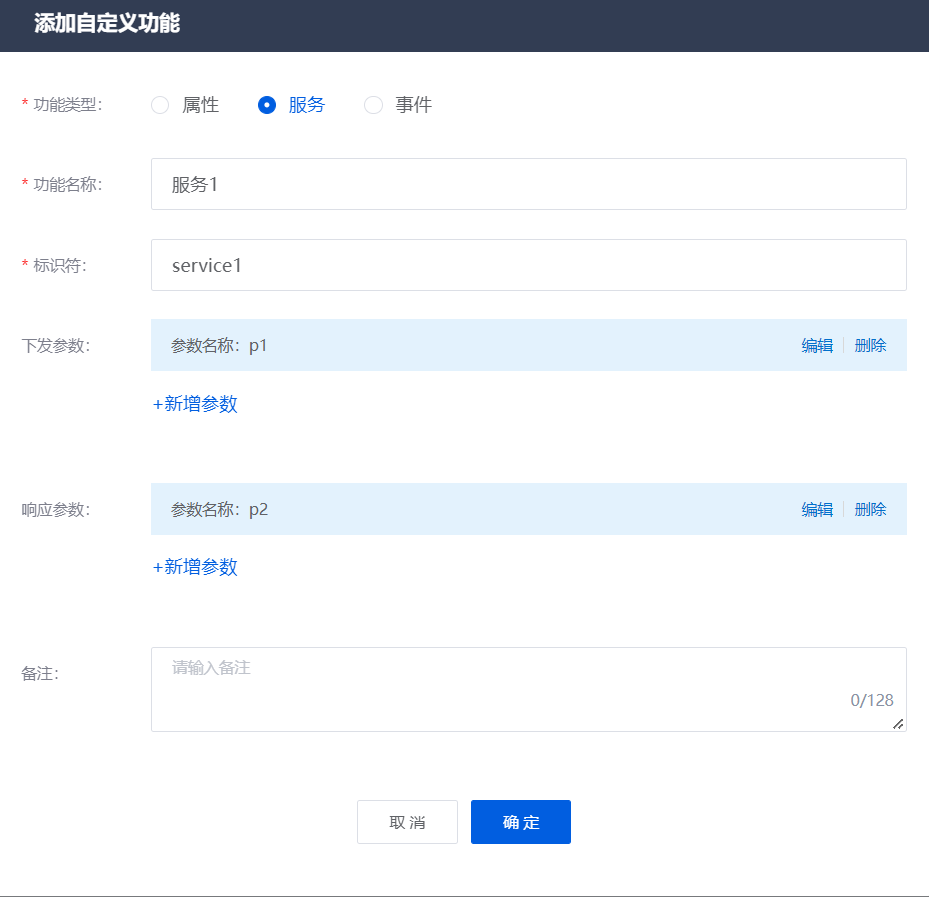 添加自定义功能
* 功能类型： 属性 服务 事件
* 功能名称： 服务1
* 标识符： service1
下发参数： 参数名称：p1 编辑 删除
+新增参数
响应参数： 参数名称：p2 编辑 删除
+新增参数
备注： 请输入备注
0/128
取 消 确 定